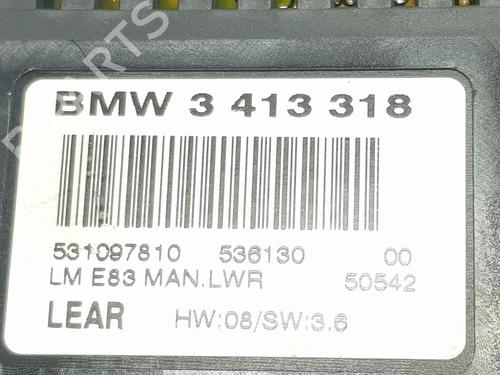 BMW 3 413 318
531097810 536130 00
LM E83 MAN.LWR 50542
LEAR HW:08/SW:3.6